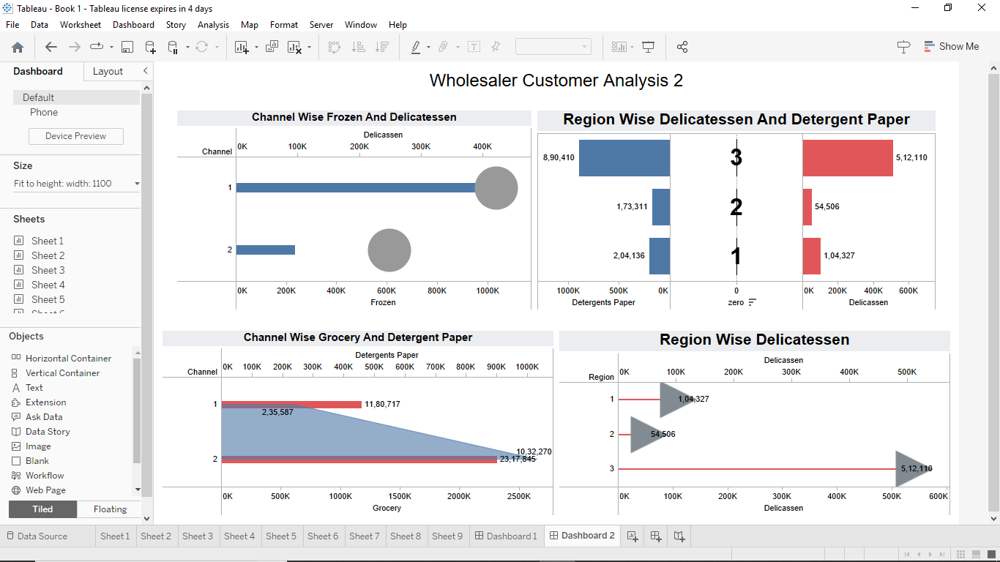 Tableau - Book 1 - Tableau license expires in 4 days
File Data Worksheet Dashboard Story Analysis Map Format Server Window Help
Show Me
Dashboard Layout
Default
Phone
Device Preview
Size
Fit to height: width: 1100
Sheets
Sheet 1
Sheet 2
Sheet 3
Sheet 4
Sheet 5
Objects
Horizontal Container
Vertical Container
Text
Extension
Ask Data
Data Story
Image
Blank
Workflow
Web Page
Tiled Floating
Wholesaler Customer Analysis 2
Channel Wise Frozen And Delicatessen
Delicassen
Channel 0K 100K 200K 300K 400K
1
2
0K 200K 400K 600K 800K 1000K
Frozen
Region Wise Delicatessen And Detergent Paper
8,90,410 3 5,12,110
1,73,311 2 54,506
2,04,136 1 1,04,327
1000K 500K 0K 0 0K 200K 400K 600K
Detergents Paper zero Delicassen
Channel Wise Grocery And Detergent Paper
Detergents Paper
Channel 0K 100K 200K 300K 400K 500K 600K 700K 800K 900K 1000K
1 11,80,717
2,35,587
10,32,270
2 23,17,845
0K 500K 1000K 1500K 2000K 2500K
Grocery
Region Wise Delicatessen
Delicassen
Region 0K 100K 200K 300K 400K 500K
1 1,04,327
2 54,506
3 5,12,110
0K 100K 200K 300K 400K 500K 600K
Delicassen
Data Source Sheet 1 Sheet 2 Sheet 3 Sheet 4 Sheet 5 Sheet 6 Sheet 7 Sheet 8 Sheet 9 Dashboard 1 Dashboard 2